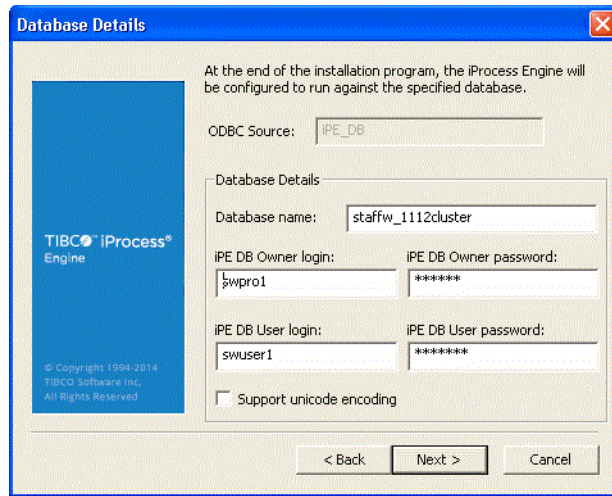 Database Details
At the end of the installation program, the iProcess Engine will
be configured to run against the specified database.
ODBC Source: iPE_DB
Database Details
Database name: staffw_1112cluster
TIBCO™ iProcess®
Engine
iPE DB Owner login: iPE DB Owner password:
swpro1 ******
iPE DB User login: iPE DB User password:
swuser1 *******
© Copyright 1994-2014
TIBCO Software Inc.
All Rights Reserved
Support unicode encoding
< Back Next > Cancel